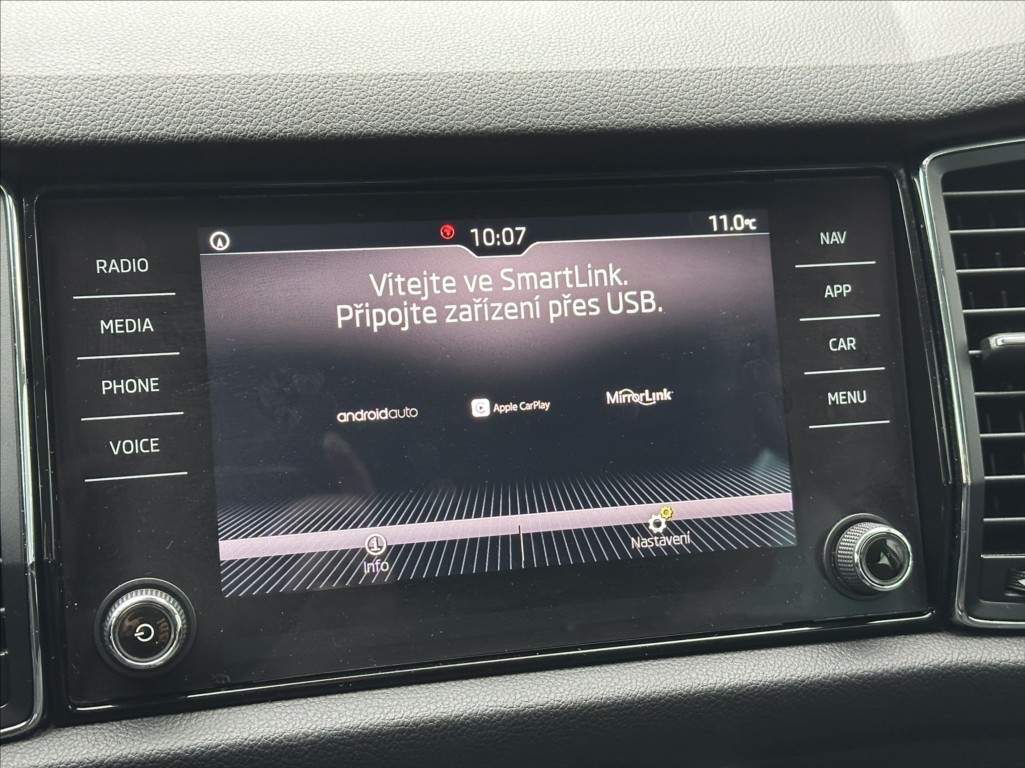 10:07
11.0°C
RADIO
MEDIA
PHONE
VOICE
Vítejte ve SmartLink.
Připojte zařízení přes USB.
androidauto
Apple CarPlay
MirrorLink
Info
Nastavení
NAV
APP
CAR
MENU